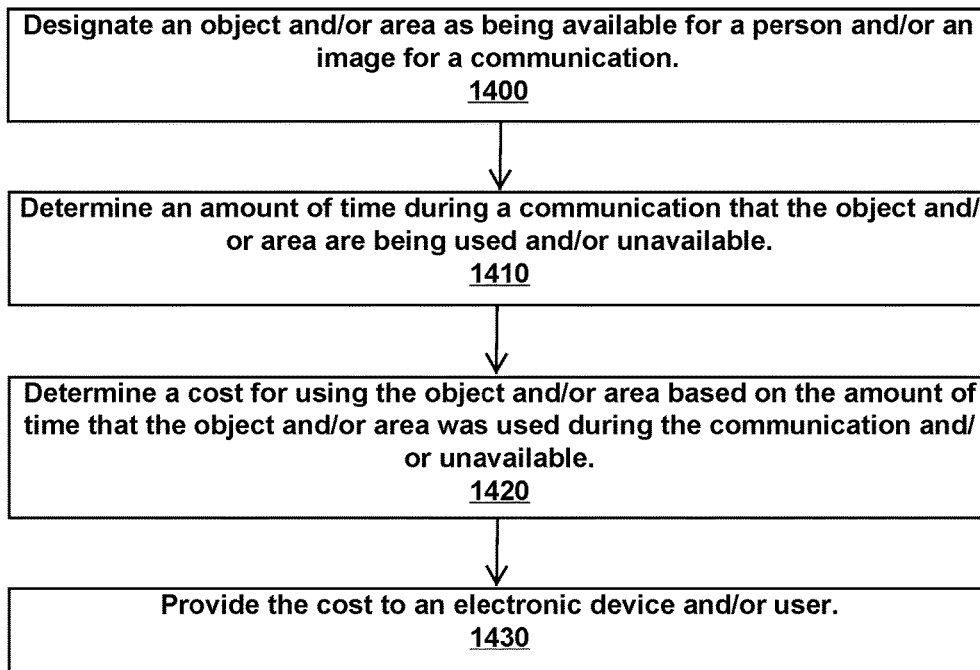 Designate an object and/or area as being available for a person and/or an
image for a communication.
1400
Determine an amount of time during a communication that the object and/
or area are being used and/or unavailable.
1410
Determine a cost for using the object and/or area based on the amount of
time that the object and/or area was used during the communication and/
or unavailable.
1420
Provide the cost to an electronic device and/or user.
1430